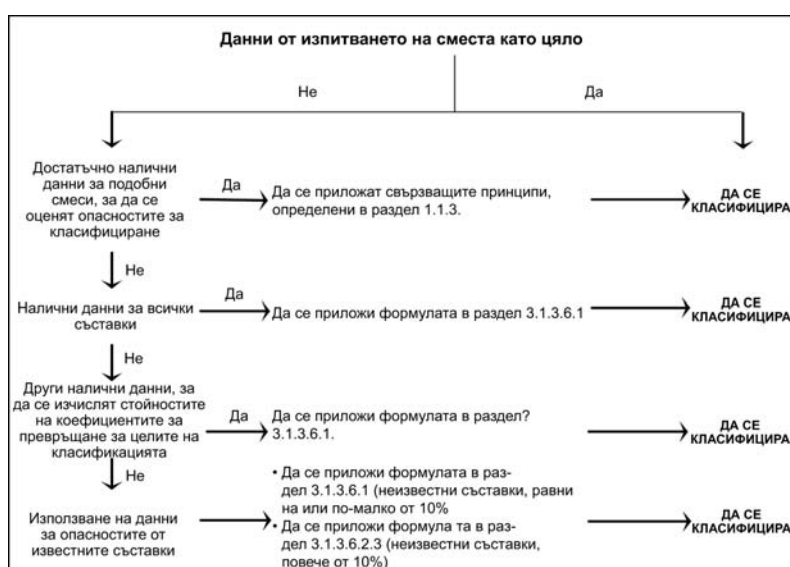 Данни от изпитването на сместа като цяло
Не
Да
Достатъчно налични
данни за подобни
смеси, за да се
оценят опасностите за
класифициране
Да
Да се приложат свързващите принципи,
определени в раздел 1.1.3.
ДА СЕ
КЛАСИФИЦИРА
Не
Налични данни за всички
съставки
Да
Да се приложи формулата в раздел 3.1.3.6.1
ДА СЕ
КЛАСИФИЦИРА
Не
Други налични данни, за
да се изчислят стойностите
на коефициентите за
превръщане за целите на
класификацията
Да
Да се приложи формулата в раздел?
3.1.3.6.1.
ДА СЕ
КЛАСИФИЦИРА
Не
Използване на данни
за опасностите от
известните съставки
• Да се приложи формулата в раз-
дел 3.1.3.6.1 (неизвестни съставки, равни
на или по-малко от 10%
• Да се приложи формула та в раз-
дел 3.1.3.6.2.3 (неизвестни съставки,
повече от 10%)
ДА СЕ
КЛАСИФИЦИРА